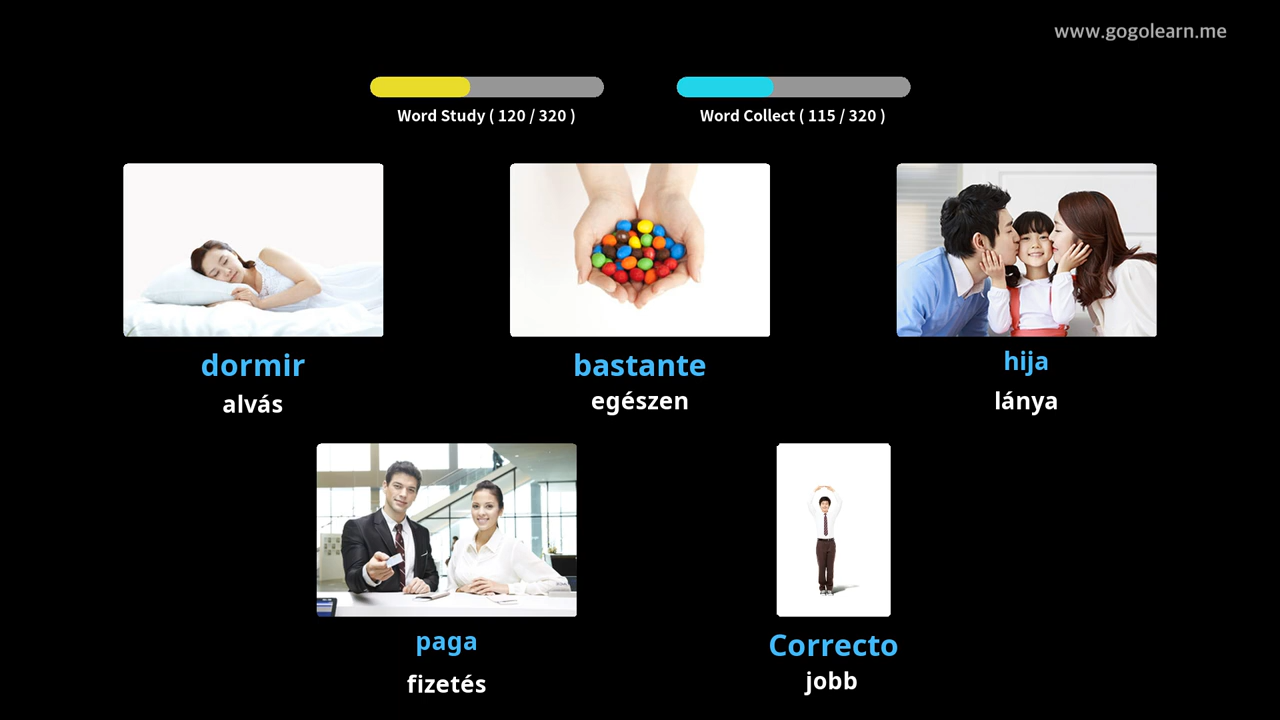 www.gogolearn.me
Word Study ( 120 / 320 )
Word Collect ( 115 / 320 )
dormir
alvás
bastante
egészen
hija
lánya
paga
fizetés
Correcto
jobb